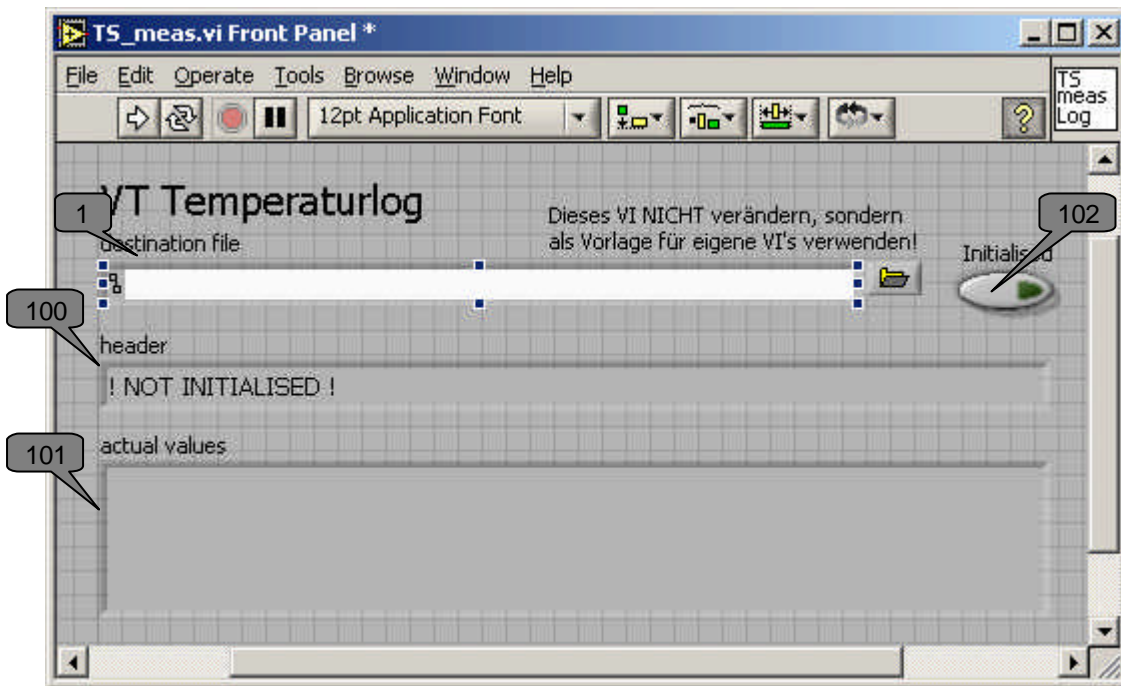 TS_meas.vi Front Panel *
File Edit Operate Tools Browse Window Help
TS
meas
Log
12pt Application Font
?
VT Temperaturlog
1
Dieses VI NICHT verändern, sondern
als Vorlage für eigene VI's verwenden!
102
destination file
Initialised
100
header
! NOT INITIALISED !
101
actual values